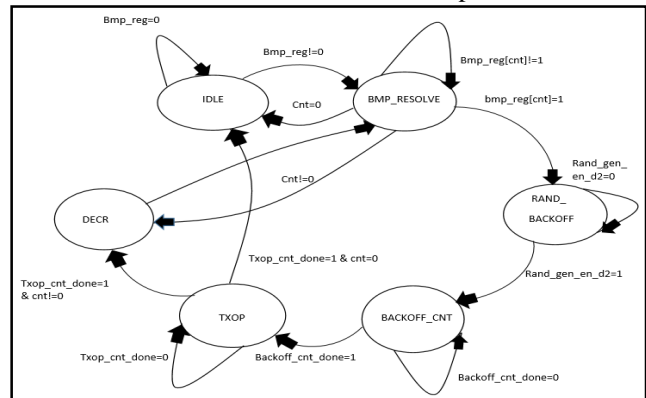 Bmp_reg=0
Bmp_reg!=0
Bmp_reg[cnt]!=1
IDLE
Cnt=0
BMP_RESOLVE
bmp_reg[cnt]=1
Rand_gen_
en_d2=0
Cnt!=0
RAND_
BACKOFF
DECR
Txop_cnt_done=1 & cnt=0
Rand_gen_en_d2=1
Txop_cnt_done=1
& cnt!=0
TXOP
BACKOFF_CNT
Txop_cnt_done=0
Backoff_cnt_done=1
Backoff_cnt_done=0